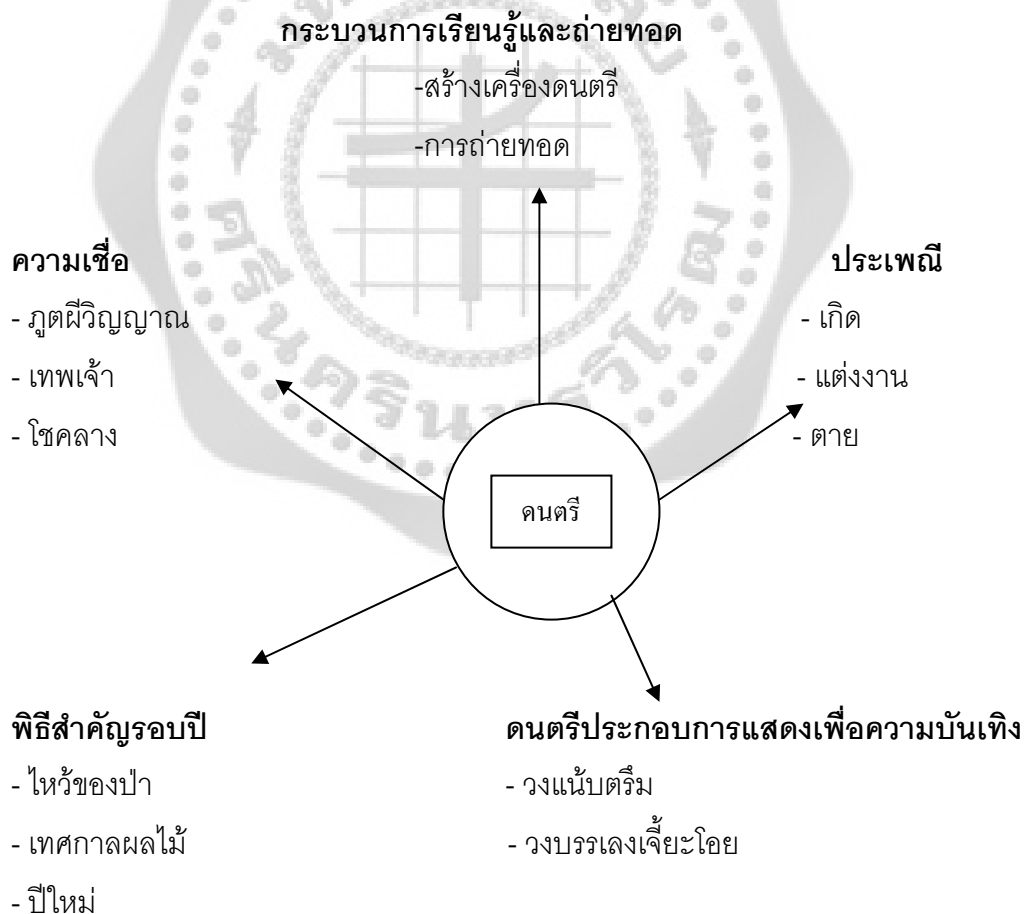 กระบวนการเรียนรู้และถ่ายทอด
-สร้างเครื่องดนตรี
-การถ่ายทอด
ความเชื่อ
- ภูตผีวิญญาณ
- เทพเจ้า
- โชคลาง
ประเพณี
- เกิด
- แต่งงาน
- ตาย
ดนตรี
พิธีสำคัญรอบปี
- ไหว้ของป่า
- เทศกาลผลไม้
- ปีใหม่
ดนตรีประกอบการแสดงเพื่อความบันเทิง
- วงแน้บตรึม
- วงบรรเลงเจี้ยะโอย